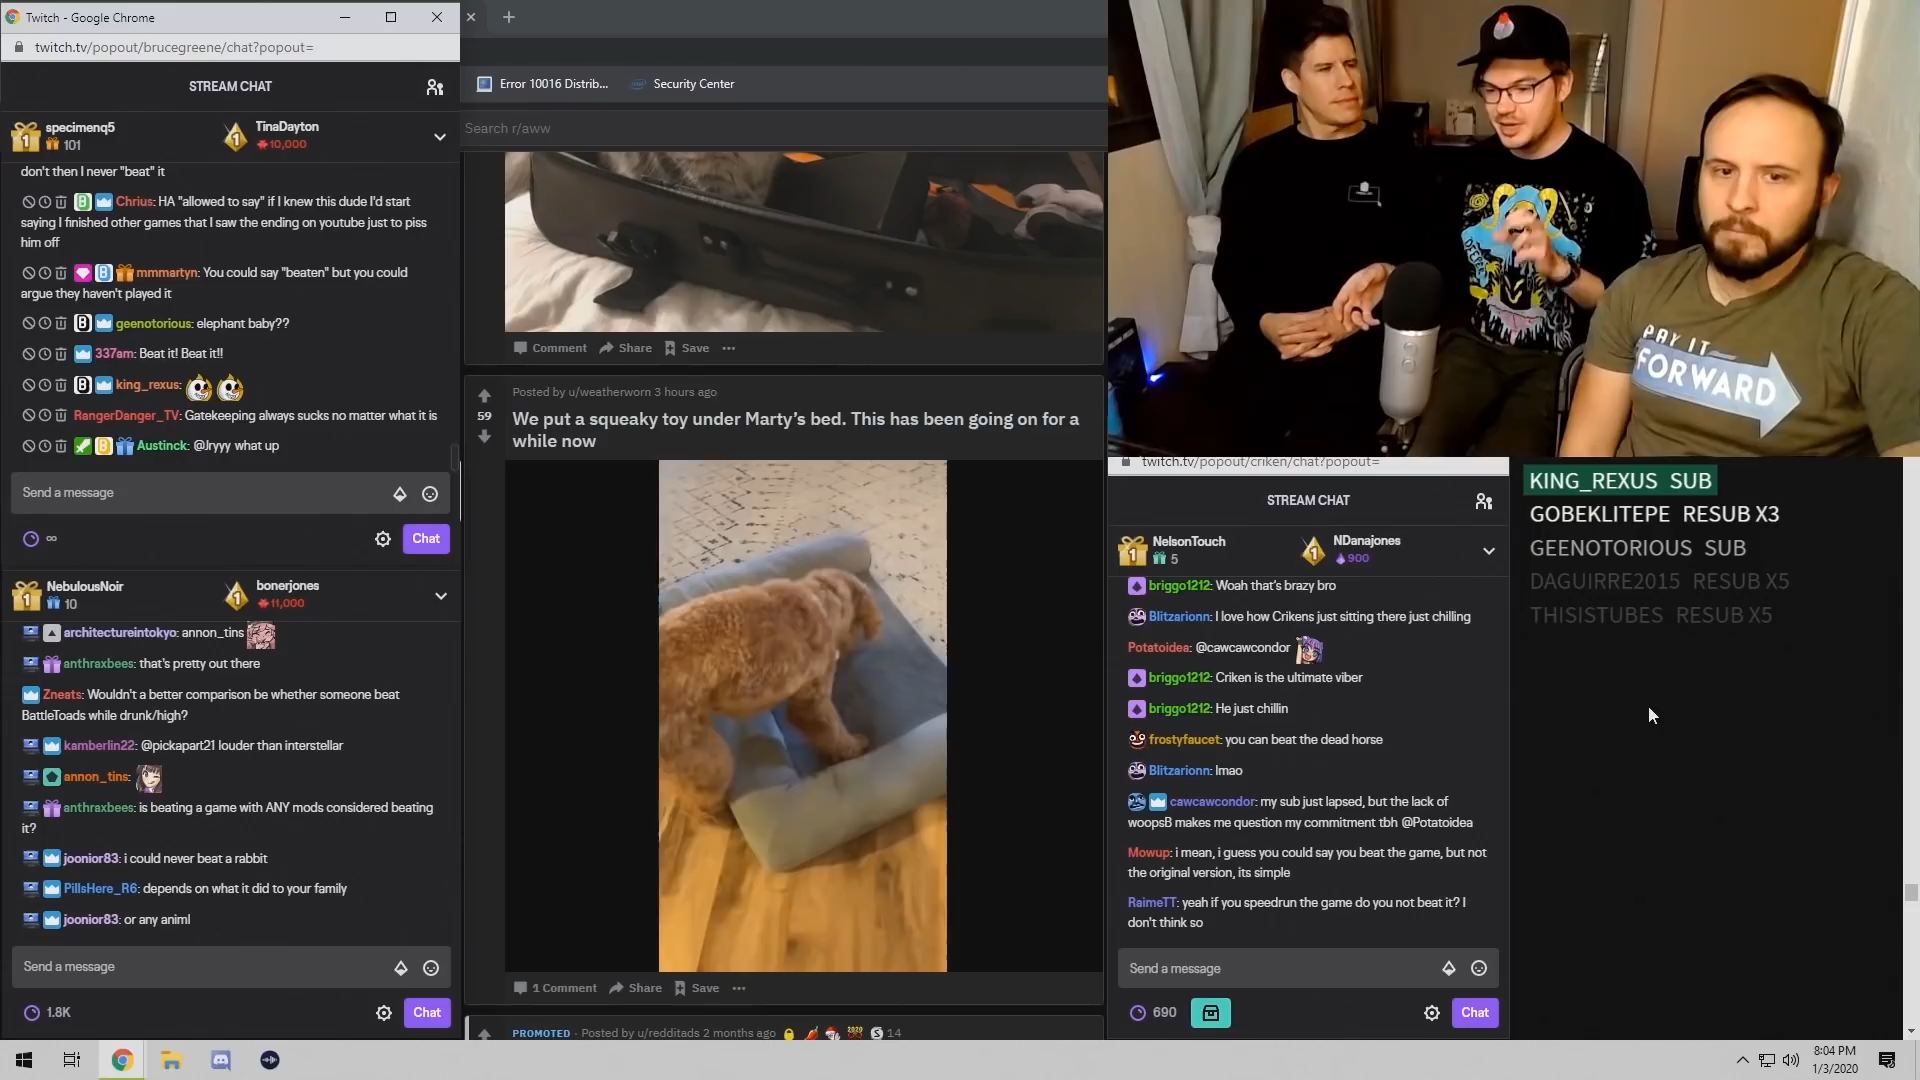 Twitch - Google Chrome
twitch.tv/popout/brucegreene/chat?popout=
STREAM CHAT
specimenq5
101
TinaDayton
10,000
don't then I never "beat" it
Chrius: HA "allowed to say" if I knew this dude I'd start
saying I finished other games that I saw the ending on youtube just to piss
him off
mmmartyn: You could say "beaten" but you could
argue they haven't played it
geenotorious: elephant baby??
337am: Beat it! Beat it!!
king_rexus:
RangerDanger_TV: Gatekeeping always sucks no matter what it is
Austinck: @Jryyy what up
Send a message
∞
Chat
NebulousNoir
10
bonerjones
11,000
architectureintokyo: annon_tins
anthraxbees: that's pretty out there
Zneats: Wouldn't a better comparison be whether someone beat
BattleToads while drunk/high?
kamberlin22: @pickapart21 louder than interstellar
annon_tins:
anthraxbees: is beating a game with ANY mods considered beating
it?
joonior83: i could never beat a rabbit
PillsHere_R6: depends on what it did to your family
joonior83: or any animl
Send a message
1.8K
Chat
Error 10016 Distrib...
Security Center
Search r/aww
Comment Share Save
Posted by u/weatherworn 3 hours ago
59
We put a squeaky toy under Marty's bed. This has been going on for a
while now
1 Comment Share Save
PROMOTED · Posted by u/redditads 2 months ago
14
PAY IT
FORWARD
twitch.tv/popout/criken/chat?popout=
STREAM CHAT
NelsonTouch
5
NDanajones
900
briggo1212: Woah that's brazy bro
Blitzarionn: I love how Crikens just sitting there just chilling
Potatoidea: @cawcawcondor
briggo1212: Criken is the ultimate viber
briggo1212: He just chillin
frostyfaucet: you can beat the dead horse
Blitzarionn: lmao
cawcawcondor: my sub just lapsed, but the lack of
woopsB makes me question my commitment tbh @Potatoidea
Mowup: i mean, i guess you could say you beat the game, but not
the original version, its simple
RaimeTT: yeah if you speedrun the game do you not beat it? I
don't think so
Send a message
690
Chat
KING_REXUS SUB
GOBEKLITEPE RESUB X3
GEENOTORIOUS SUB
DAGUIRRE2015 RESUB X5
THISISTUBES RESUB X5
8:04 PM
1/3/2020